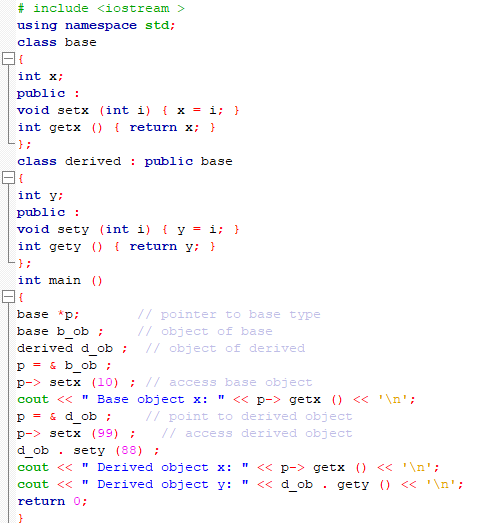 # include <iostream >
using namespace std;
class base
{
int x;
public :
void setx (int i) { x = i; }
int getx () { return x; }
};
class derived : public base
{
int y;
public :
void sety (int i) { y = i; }
int gety () { return y; }
};
int main ()
{
base *p; // pointer to base type
base b_ob ; // object of base
derived d_ob ; // object of derived
p = & b_ob ;
p-> setx (10) ; // access base object
cout << " Base object x: " << p-> getx () << '\n';
p = & d_ob ; // point to derived object
p-> setx (99) ; // access derived object
d_ob . sety (88) ;
cout << " Derived object x: " << p-> getx () << '\n';
cout << " Derived object y: " << d_ob . gety () << '\n';
return 0;
}